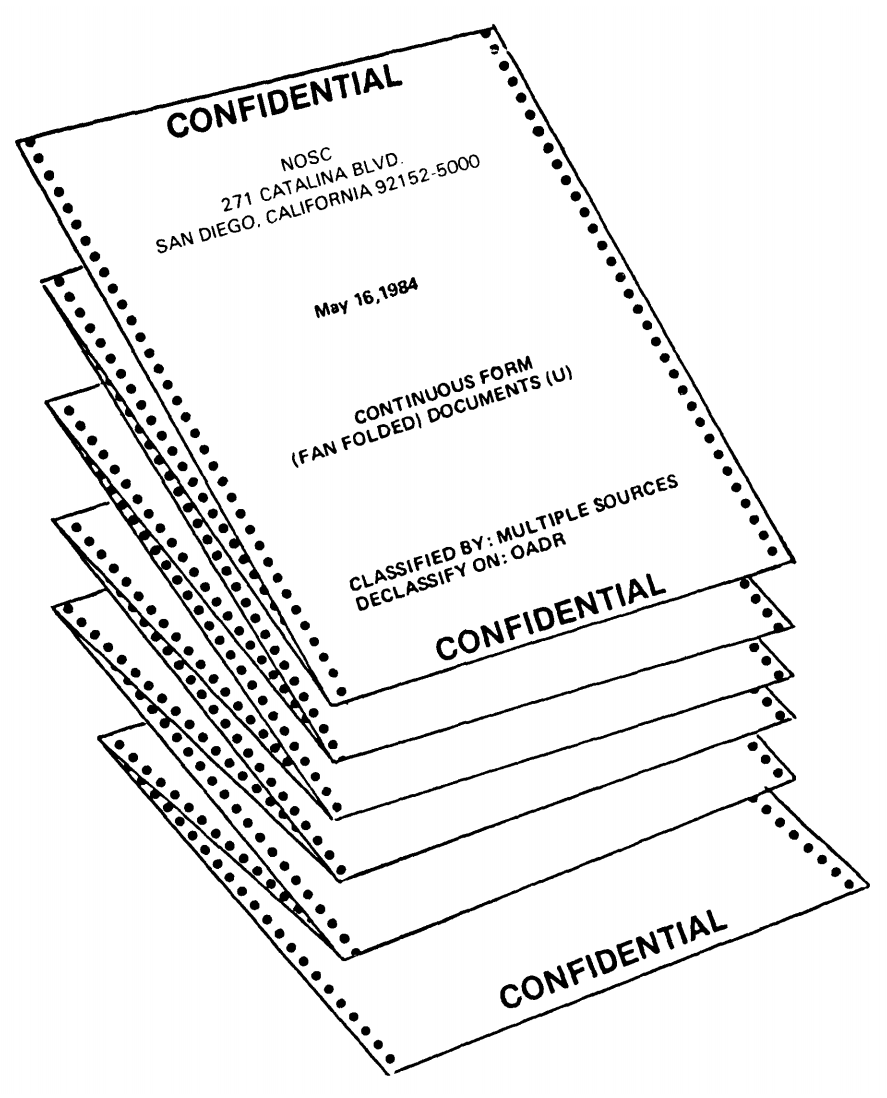 CONFIDENTIAL
NOSC
271 CATALINA BLVD.
SAN DIEGO, CALIFORNIA 92152-5000
May 16,1984
CONTINUOUS FORM
(FAN FOLDED) DOCUMENTS (U)
CLASSIFIED BY: MULTIPLE SOURCES
DECLASSIFY ON: OADR
CONFIDENTIAL
CONFIDENTIAL